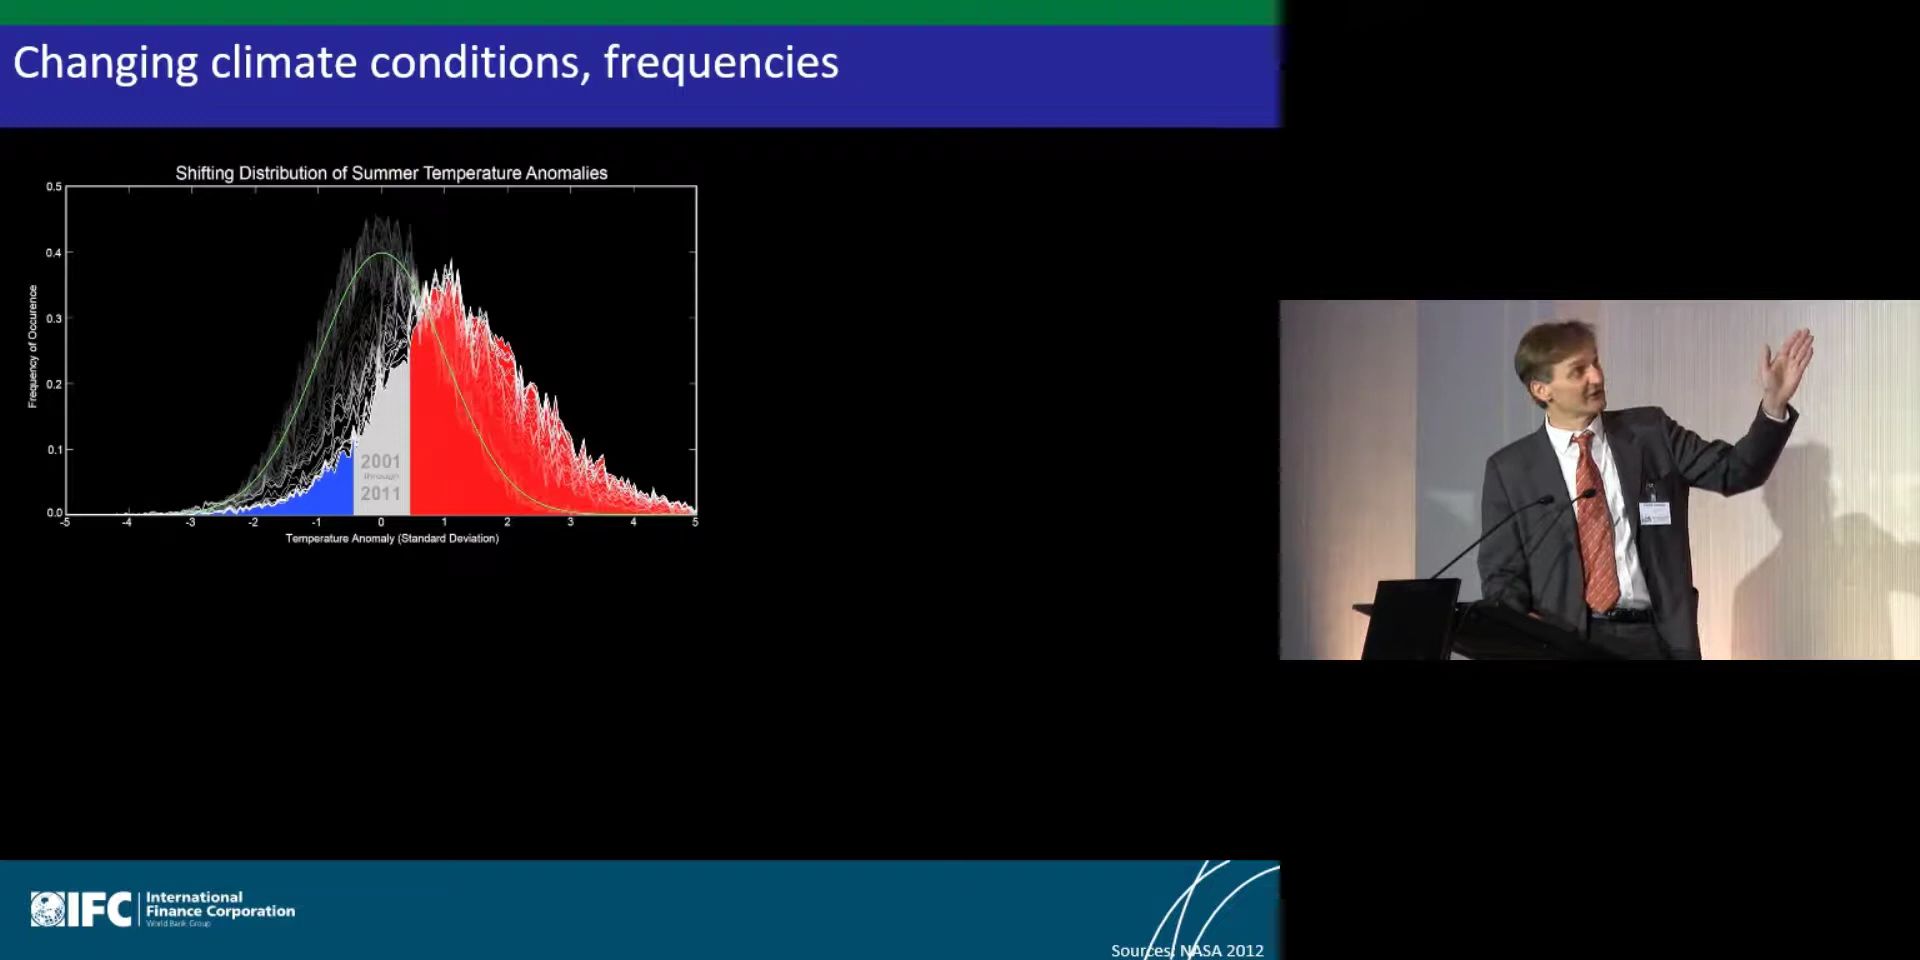 Changing climate conditions, frequencies
Shifting Distribution of Summer Temperature Anomalies
0.5
0.4
0.3
0.2
0.1
0.0
Frequency of Occurence
2001
through
2011
-5 -4 -3 -2 -1 0 1 2 3 4 5
Temperature Anomaly (Standard Deviation)
IFC
International
Finance Corporation
World Bank Group
Sources: NASA 2012